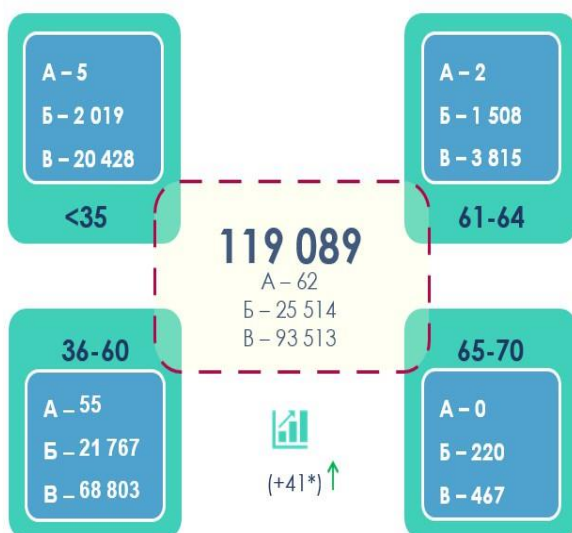 А – 5
Б – 2 019
В – 20 428
<35
А – 2
Б – 1 508
В – 3 815
61-64
119 089
А – 62
Б – 25 514
В – 93 513
36-60
А – 55
Б – 21 767
В – 68 803
65-70
А – 0
Б – 220
В – 467
(+41*)